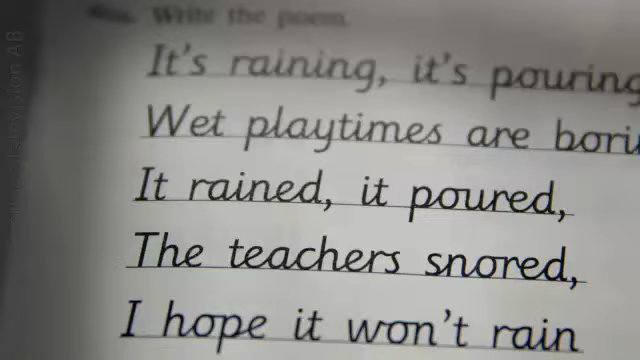 Write the poem.
It's raining, it's pouring
Wet playtimes are bori
It rained, it poured,
The teachers snored,
I hope it won't rain